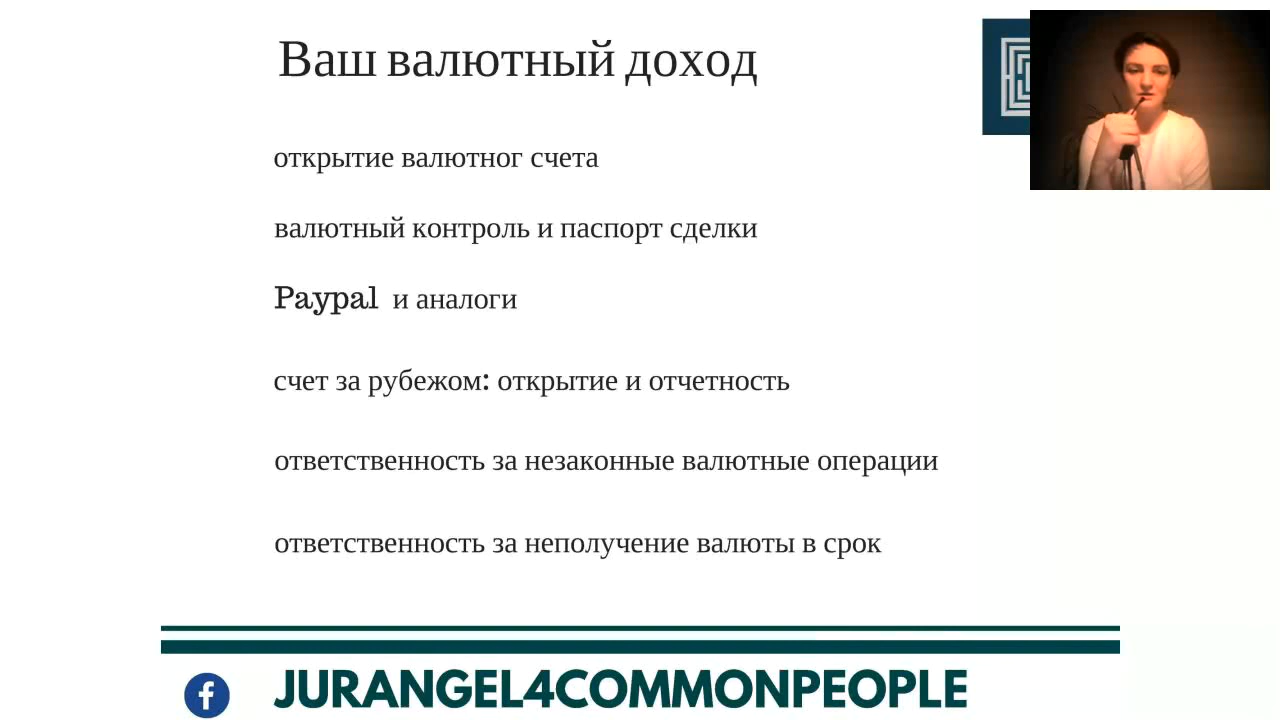 Ваш валютный доход
открытие валютног счета
валютный контроль и паспорт сделки
Paypal и аналоги
счет за рубежом: открытие и отчетность
ответственность за незаконные валютные операции
ответственность за неполучение валюты в срок
JURANGEL4COMMONPEOPLE